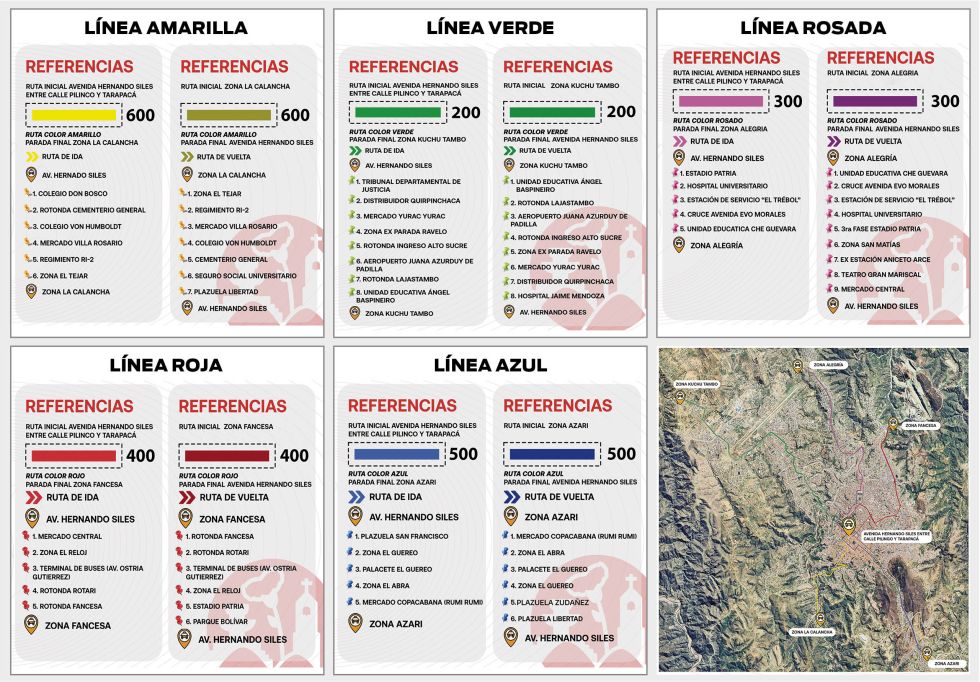 LÍNEA AMARILLA
REFERENCIAS
RUTA INICIAL AVENIDA HERNANDO SILES
ENTRE CALLE PILINCO Y TARAPACÁ
600
RUTA COLOR AMARILLO
PARADA FINAL ZONA LA CALANCHA
RUTA DE IDA
AV. HERNADO SILES
1. COLEGIO DON BOSCO
2. ROTONDA CEMENTERIO GENERAL
3. COLEGIO VON HUMBOLDT
4. MERCADO VILLA ROSARIO
5. REGIMIENTO RI-2
6. ZONA EL TEJAR
ZONA LA CALANCHA
REFERENCIAS
RUTA INICIAL ZONA LA CALANCHA
600
RUTA COLOR AMARILLO
PARADA FINAL AVENIDA HERNANDO SILES
RUTA DE VUELTA
ZONA LA CALANCHA
1. ZONA EL TEJAR
2. REGIMIENTO RI-2
3. MERCADO VILLA ROSARIO
4. COLEGIO VON HUMBOLDT
5. CEMENTERIO GENERAL
6. SEGURO SOCIAL UNIVERSITARIO
7. PLAZUELA LIBERTAD
AV. HERNANDO SILES
LÍNEA VERDE
REFERENCIAS
RUTA INICIAL AVENIDA HERNANDO SILES
ENTRE CALLE PILINCO Y TARAPACÁ
200
RUTA COLOR VERDE
PARADA FINAL ZONA KUCHU TAMBO
RUTA DE IDA
AV. HERNANDO SILES
1. TRIBUNAL DEPARTAMENTAL DE
JUSTICIA
2. DISTRIBUIDOR QUIRPINCHACA
3. MERCADO YURAC YURAC
4. ZONA EX PARADA RAVELO
5. ROTONDA INGRESO ALTO SUCRE
6. AEROPUERTO JUANA AZURDUY DE
PADILLA
7. ROTONDA LAJASTAMBO
8. UNIDAD EDUCATIVA ÁNGEL
BASPINEIRO
ZONA KUCHU TAMBO
REFERENCIAS
RUTA INICIAL ZONA KUCHU TAMBO
200
RUTA COLOR VERDE
PARADA FINAL AVENIDA HERNANDO SILES
RUTA DE VUELTA
ZONA KUCHU TAMBO
1. UNIDAD EDUCATIVA ÁNGEL
BASPINEIRO
2. ROTONDA LAJASTAMBO
3. AEROPUERTO JUANA AZURDUY DE
PADILLA
4. ROTONDA INGRESO ALTO SUCRE
5. ZONA EX PARADA RAVELO
6. MERCADO YURAC YURAC
7. DISTRIBUIDOR QUIRPINCHACA
8. HOSPITAL JAIME MENDOZA
AV. HERNANDO SILES
LÍNEA ROSADA
REFERENCIAS
RUTA INICIAL AVENIDA HERNANDO SILES
ENTRE CALLE PILINCO Y TARAPACÁ
300
RUTA COLOR ROSADO
PARADA FINAL ZONA ALEGRIA
RUTA DE IDA
AV. HERNANDO SILES
1. ESTADIO PATRIA
2. HOSPITAL UNIVERSITARIO
3. ESTACIÓN DE SERVICIO "EL TRÉBOL"
4. CRUCE AVENIDA EVO MORALES
5. UNIDAD EDUCATICA CHE GUEVARA
ZONA ALEGRÍA
REFERENCIAS
RUTA INICIAL ZONA ALEGRIA
300
RUTA COLOR ROSADO
PARADA FINAL AVENIDA HERNANDO SILES
RUTA DE VUELTA
ZONA ALEGRÍA
1. UNIDAD EDUCATIVA CHE GUEVARA
2. CRUCE AVENIDA EVO MORALES
3. ESTACIÓN DE SERVICIO "EL TRÉBOL"
4. HOSPITAL UNIVERSITARIO
5. 3ra FASE ESTADIO PATRIA
6. ZONA SAN MATÍAS
7. EX ESTACIÓN ANICETO ARCE
8. TEATRO GRAN MARISCAL
9. MERCADO CENTRAL
AV. HERNANDO SILES
LÍNEA ROJA
REFERENCIAS
RUTA INICIAL AVENIDA HERNANDO SILES
ENTRE CALLE PILINCO Y TARAPACÁ
400
RUTA COLOR ROJO
PARADA FINAL ZONA FANCESA
RUTA DE IDA
AV. HERNANDO SILES
1. MERCADO CENTRAL
2. ZONA EL RELOJ
3. TERMINAL DE BUSES (AV. OSTRIA
GUTIERREZ)
4. ROTONDA ROTARI
5. ROTONDA FANCESA
ZONA FANCESA
REFERENCIAS
RUTA INICIAL ZONA FANCESA
400
RUTA COLOR ROJO
PARADA FINAL AVENIDA HERNANDO SILES
RUTA DE VUELTA
ZONA FANCESA
1. ROTONDA FANCESA
2. ROTONDA ROTARI
3. TERMINAL DE BUSES (AV. OSTRIA
GUTIERREZ)
4. ZONA EL RELOJ
5. ESTADIO PATRIA
6. PARQUE BOLÍVAR
AV. HERNANDO SILES
LÍNEA AZUL
REFERENCIAS
RUTA INICIAL AVENIDA HERNANDO SILES
ENTRE CALLE PILINCO Y TARAPACÁ
500
RUTA COLOR AZUL
PARADA FINAL ZONA AZARI
RUTA DE IDA
AV. HERNANDO SILES
1. PLAZUELA SAN FRANCISCO
2. ZONA EL GUEREO
3. PALACETE EL GUEREO
4. ZONA EL ABRA
5. MERCADO COPACABANA (RUMI RUMI)
ZONA AZARI
REFERENCIAS
RUTA INICIAL ZONA AZARI
500
RUTA COLOR AZUL
PARADA FINAL AVENIDA HERNANDO SILES
RUTA DE VUELTA
ZONA AZARI
1. MERCADO COPACABANA (RUMI RUMI)
2. ZONA EL ABRA
3. PALACETE EL GUEREO
4. ZONA EL GUEREO
5. PLAZUELA ZUDAÑEZ
6. PLAZUELA LIBERTAD
AV. HERNANDO SILES
ZONA ALEGRÍA
ZONA KUCHU TAMBO
ZONA FANCESA
AVENIDA HERNANDO SILES ENTRE
CALLE PILINGO Y TARAPACÁ
ZONA LA CALANCHA
ZONA AZARI